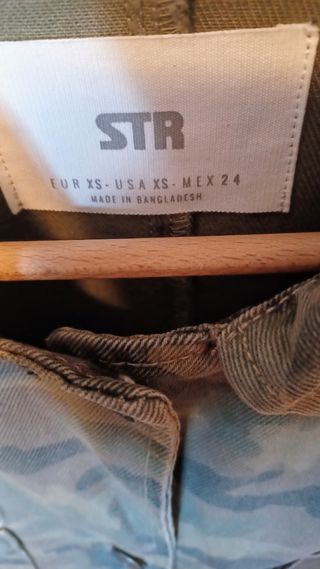 STR
EUR XS - USA XS - MEX 24
MADE IN BANGLADESH